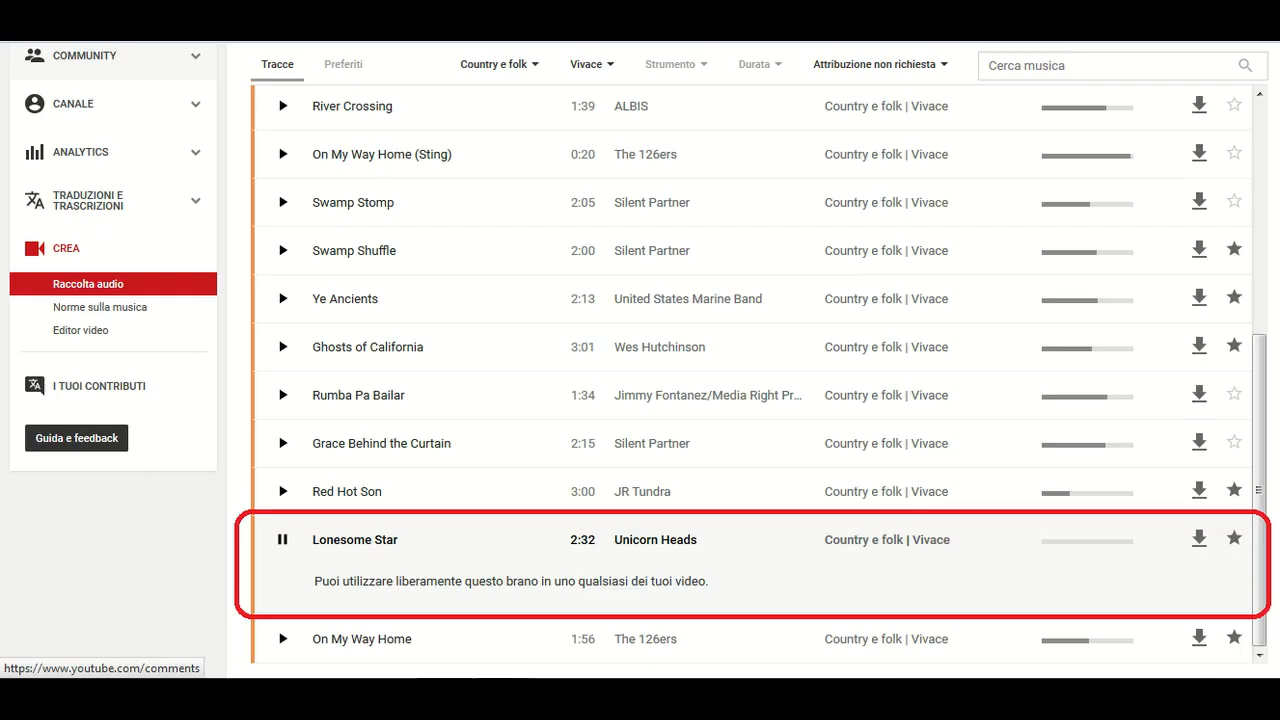 COMMUNITY
CANALE
ANALYTICS
TRADUZIONI E
TRASCRIZIONI
CREA
Raccolta audio
Norme sulla musica
Editor video
I TUOI CONTRIBUTI
Guida e feedback
Tracce Preferiti Country e folk Vivace Strumento Durata Attribuzione non richiesta Cerca musica
River Crossing 1:39 ALBIS Country e folk | Vivace
On My Way Home (Sting) 0:20 The 126ers Country e folk | Vivace
Swamp Stomp 2:05 Silent Partner Country e folk | Vivace
Swamp Shuffle 2:00 Silent Partner Country e folk | Vivace
Ye Ancients 2:13 United States Marine Band Country e folk | Vivace
Ghosts of California 3:01 Wes Hutchinson Country e folk | Vivace
Rumba Pa Bailar 1:34 Jimmy Fontanez/Media Right Pr... Country e folk | Vivace
Grace Behind the Curtain 2:15 Silent Partner Country e folk | Vivace
Red Hot Son 3:00 JR Tundra Country e folk | Vivace
Lonesome Star 2:32 Unicorn Heads Country e folk | Vivace
Puoi utilizzare liberamente questo brano in uno qualsiasi dei tuoi video.
On My Way Home 1:56 The 126ers Country e folk | Vivace
https://www.youtube.com/comments